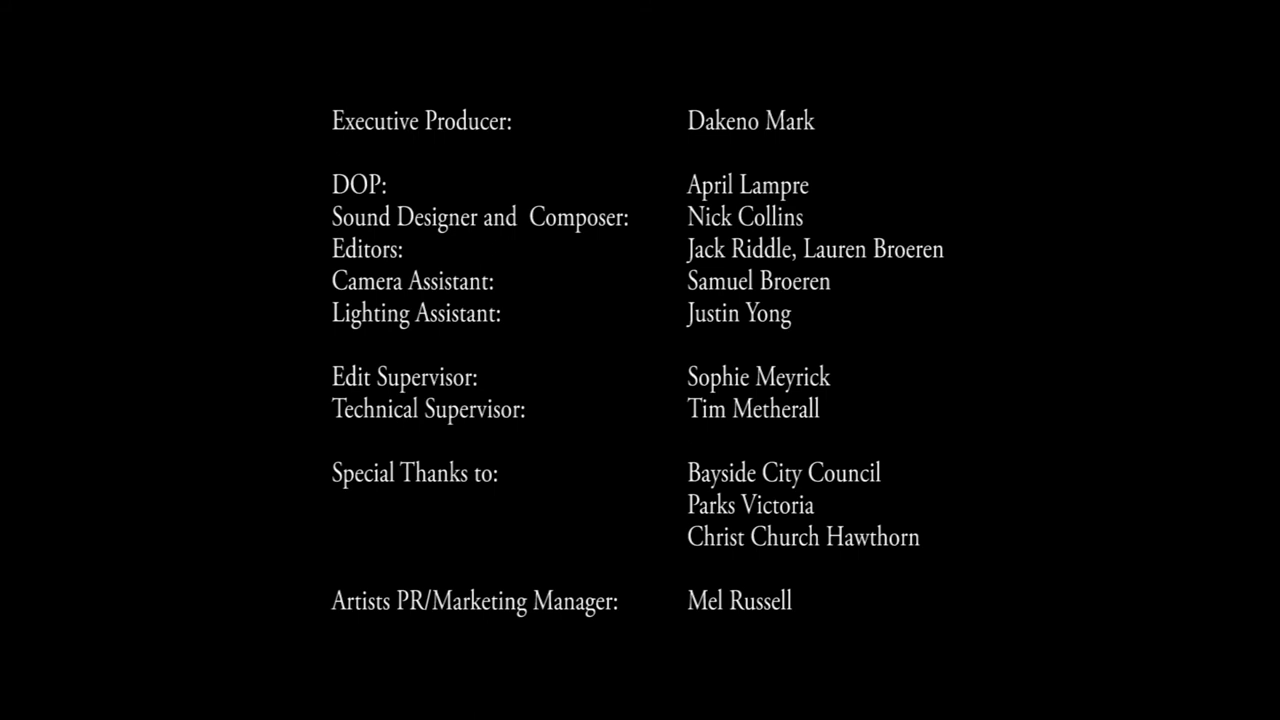 Executive Producer: Dakeno Mark
DOP: April Lampre
Sound Designer and Composer: Nick Collins
Editors: Jack Riddle, Lauren Broeren
Camera Assistant: Samuel Broeren
Lighting Assistant: Justin Yong
Edit Supervisor: Sophie Meyrick
Technical Supervisor: Tim Metherall
Special Thanks to: Bayside City Council
Parks Victoria
Christ Church Hawthorn
Artists PR/Marketing Manager: Mel Russell